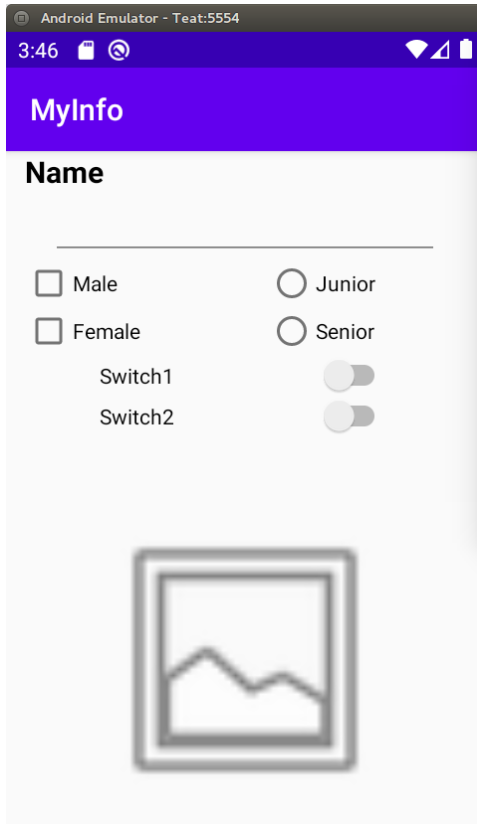 Android Emulator - Teat:5554
3:46
MyInfo
Name
Male Junior
Female Senior
Switch1
Switch2